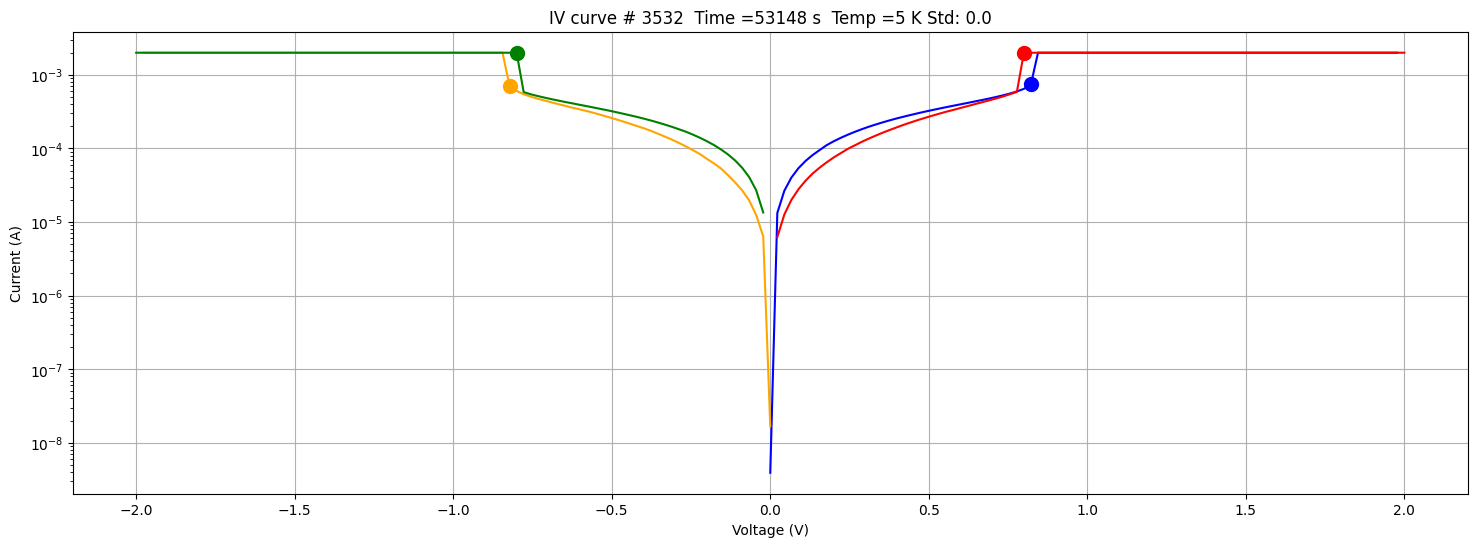 IV curve # 3532  Time =53148 s  Temp =5 K Std: 0.0
Current (A)
10⁻³
10⁻⁴
10⁻⁵
10⁻⁶
10⁻⁷
10⁻⁸
−2.0 −1.5 −1.0 −0.5 0.0 0.5 1.0 1.5 2.0
Voltage (V)